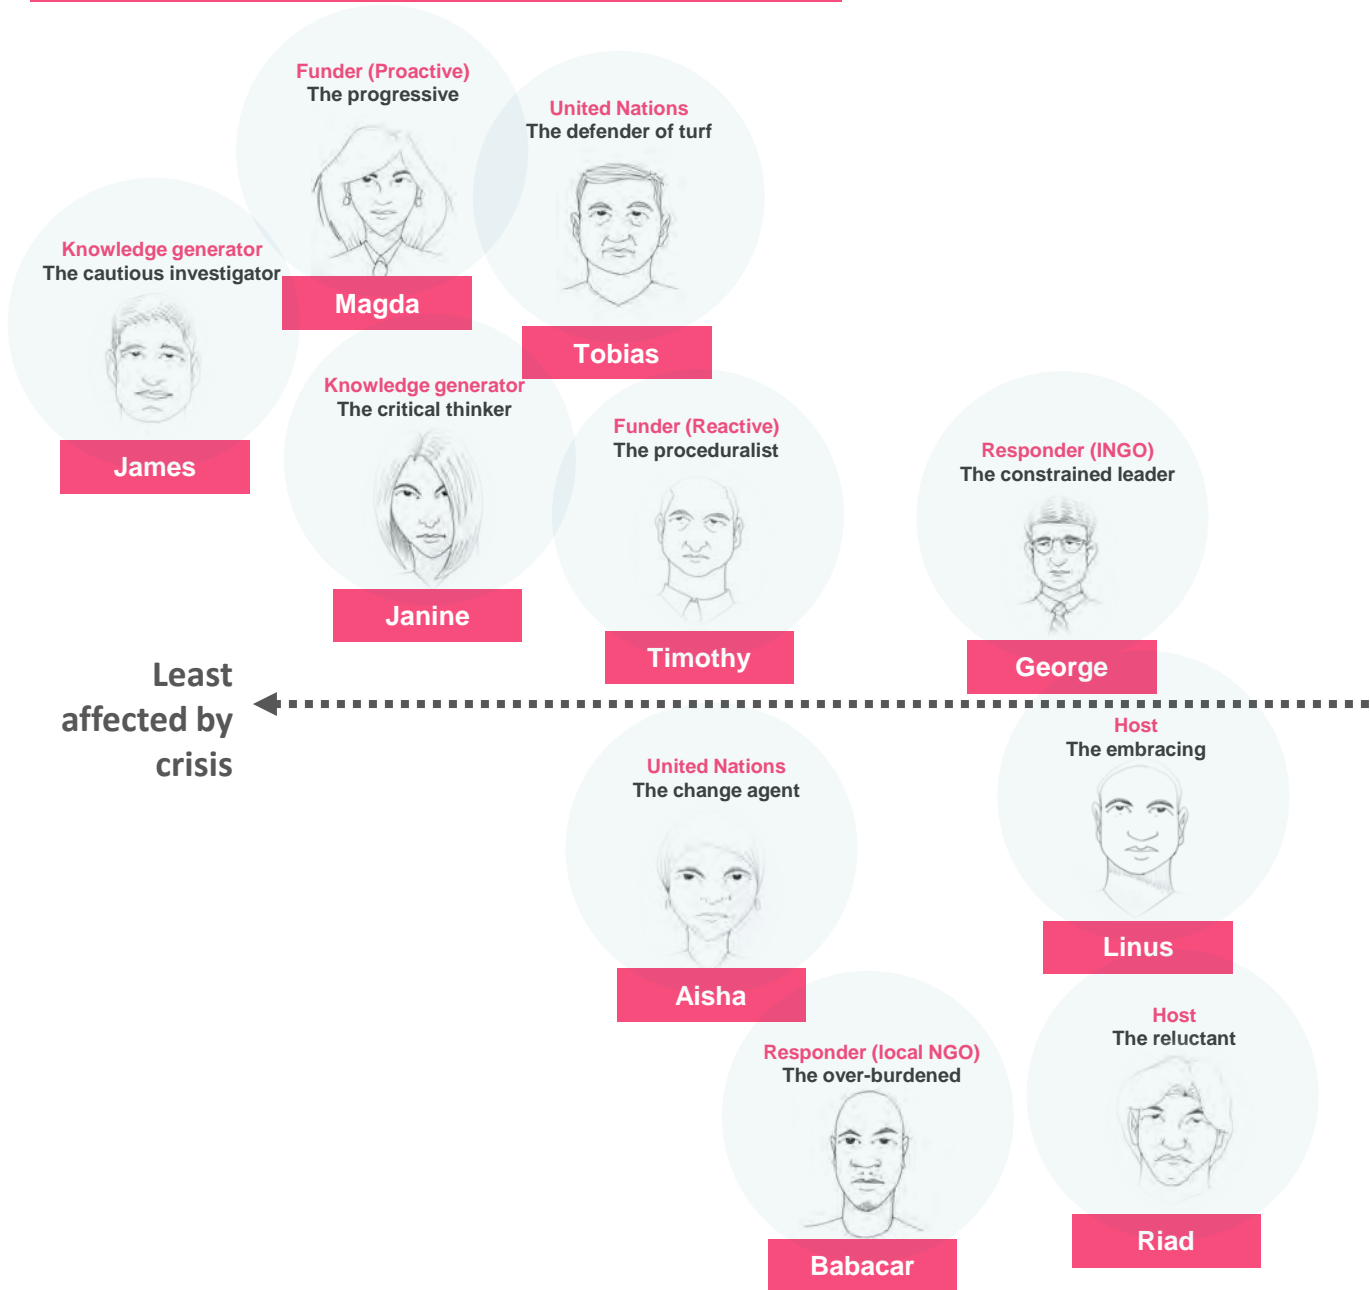 Funder (Proactive)
The progressive
Magda
United Nations
The defender of turf
Tobias
Knowledge generator
The cautious investigator
James
Knowledge generator
The critical thinker
Janine
Funder (Reactive)
The proceduralist
Timothy
Responder (INGO)
The constrained leader
George
Least
affected by
crisis
United Nations
The change agent
Aisha
Host
The embracing
Linus
Responder (local NGO)
The over-burdened
Babacar
Host
The reluctant
Riad